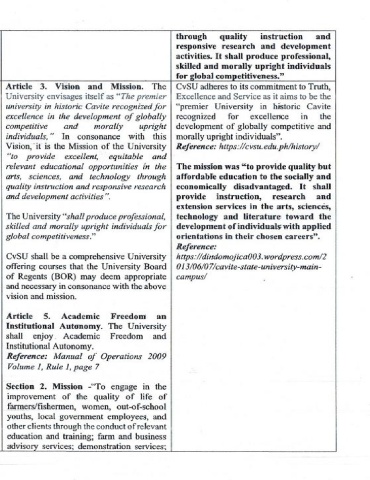 through quality instruction and
responsive research and development
activities. It shall produce professional,
skilled and morally upright individuals
for global competitiveness.”
Article 3. Vision and Mission. The
University envisages itself as “The premier
university in historic Cavite recognized for
excellence in the development of globally
competitive and morally upright
individuals,” In consonance with this
Vision, it is the Mission of the University
“to provide excellent, equitable and
relevant educational opportunities in the
arts, sciences, and technology through
quality instruction and responsive research
and development activities”.
The University “shall produce professional,
skilled and morally upright individuals for
global competitiveness.”
CvSU shall be a comprehensive University
offering courses that the University Board
of Regents (BOR) may deem appropriate
and necessary in consonance with the above
vision and mission.
Article 5. Academic Freedom an
Institutional Autonomy. The University
shall enjoy Academic Freedom and
Institutional Autonomy.
Reference: Manual of Operations 2009
Volume 1, Rule 1, page 7
Section 2. Mission -“To engage in the
improvement of the quality of life of
farmers/fishermen, women, out-of-school
youths, local government employees, and
other clients through the conduct of relevant
education and training; farm and business
advisory services; demonstration services;
CvSU adheres to its commitment to Truth,
Excellence and Service as it aims to be the
“premier University in historic Cavite
recognized for excellence in the
development of globally competitive and
morally upright individuals”.
Reference: https://cvsu.edu.ph/history/
The mission was “to provide quality but
affordable education to the socially and
economically disadvantaged. It shall
provide instruction, research and
extension services in the arts, sciences,
technology and literature toward the
development of individuals with applied
orientations in their chosen careers”.
Reference:
https://dindomojica003.wordpress.com/2
013/06/07/cavite-state-university-main-
campus/